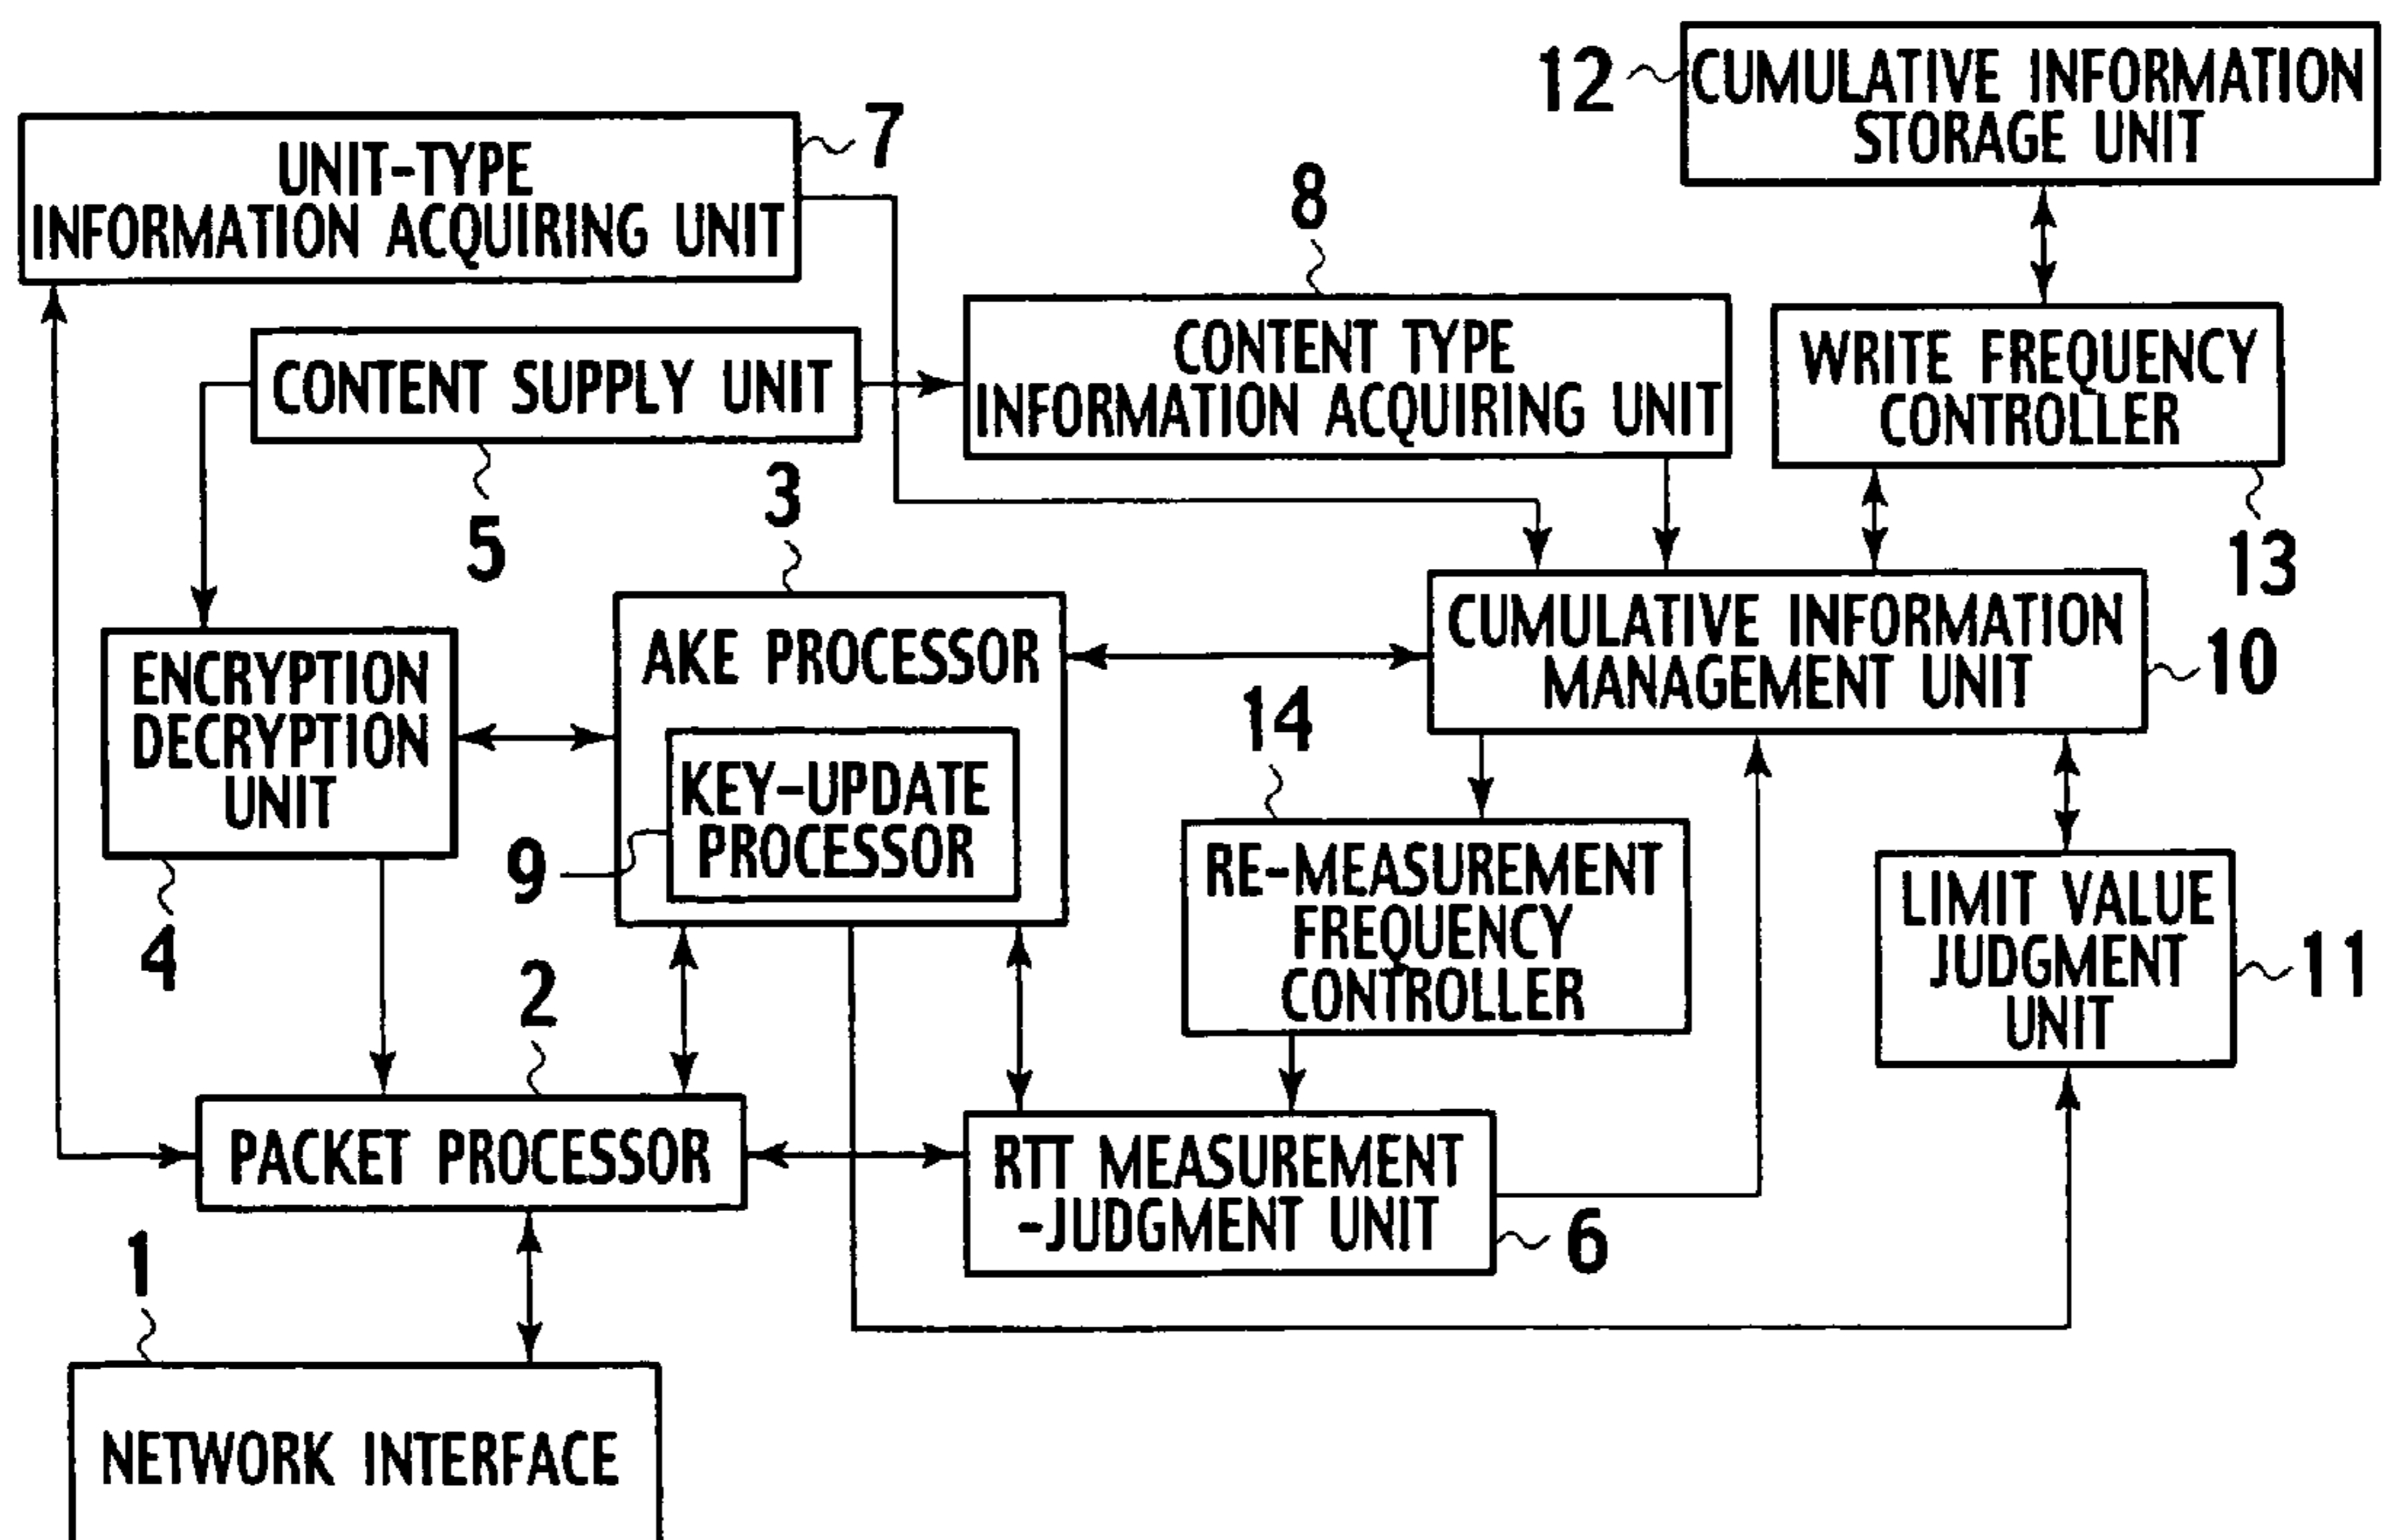 12
CUMULATIVE INFORMATION
STORAGE UNIT
7
UNIT-TYPE
INFORMATION ACQUIRING UNIT
8
CONTENT SUPPLY UNIT
5
CONTENT TYPE
INFORMATION ACQUIRING UNIT
WRITE FREQUENCY
CONTROLLER
13
3
ENCRYPTION
DECRYPTION
UNIT
4
AKE PROCESSOR
KEY-UPDATE
PROCESSOR
9
CUMULATIVE INFORMATION
MANAGEMENT UNIT
10
14
RE-MEASUREMENT
FREQUENCY
CONTROLLER
LIMIT VALUE
JUDGMENT
UNIT
11
2
PACKET PROCESSOR
RTT MEASUREMENT
-JUDGMENT UNIT
6
1
NETWORK INTERFACE